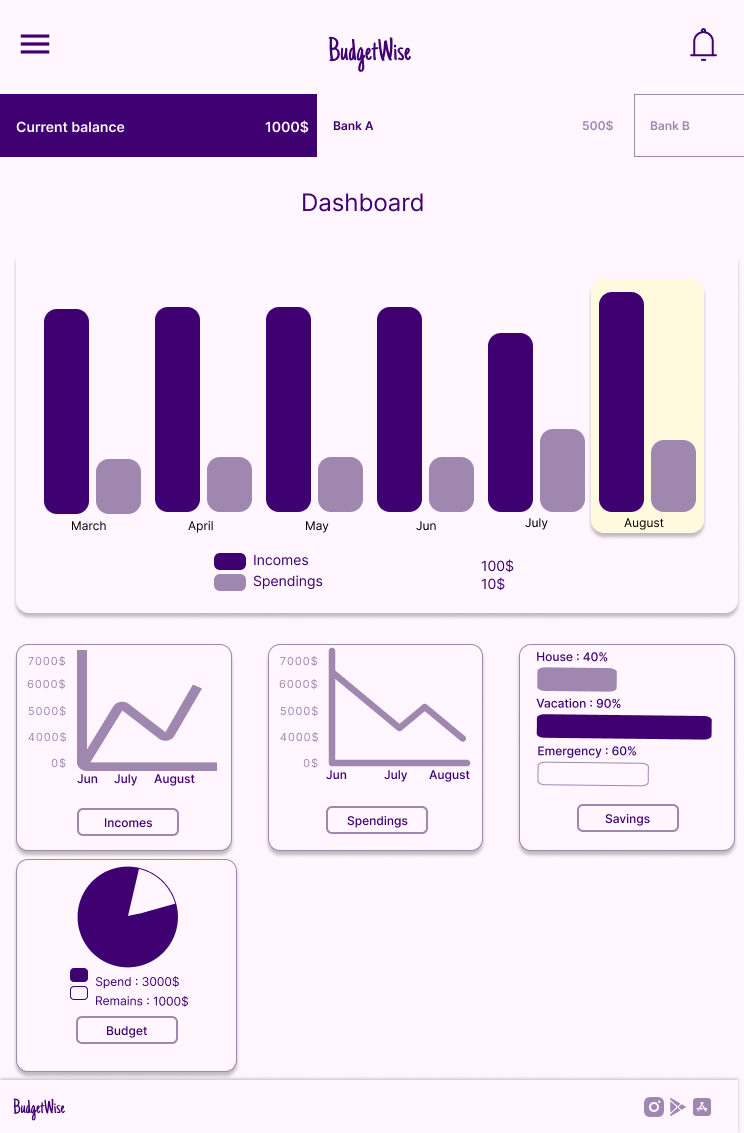 BudgetWise
Current balance 1000$ Bank A 500$ Bank B
Dashboard
March April May Jun July August
Incomes 100$
Spendings 10$
7000$
6000$
5000$
4000$
0$
Jun July August
Incomes
7000$
6000$
5000$
4000$
0$
Jun July August
Spendings
House : 40%
Vacation : 90%
Emergency : 60%
Savings
Spend : 3000$
Remains : 1000$
Budget
BudgetWise